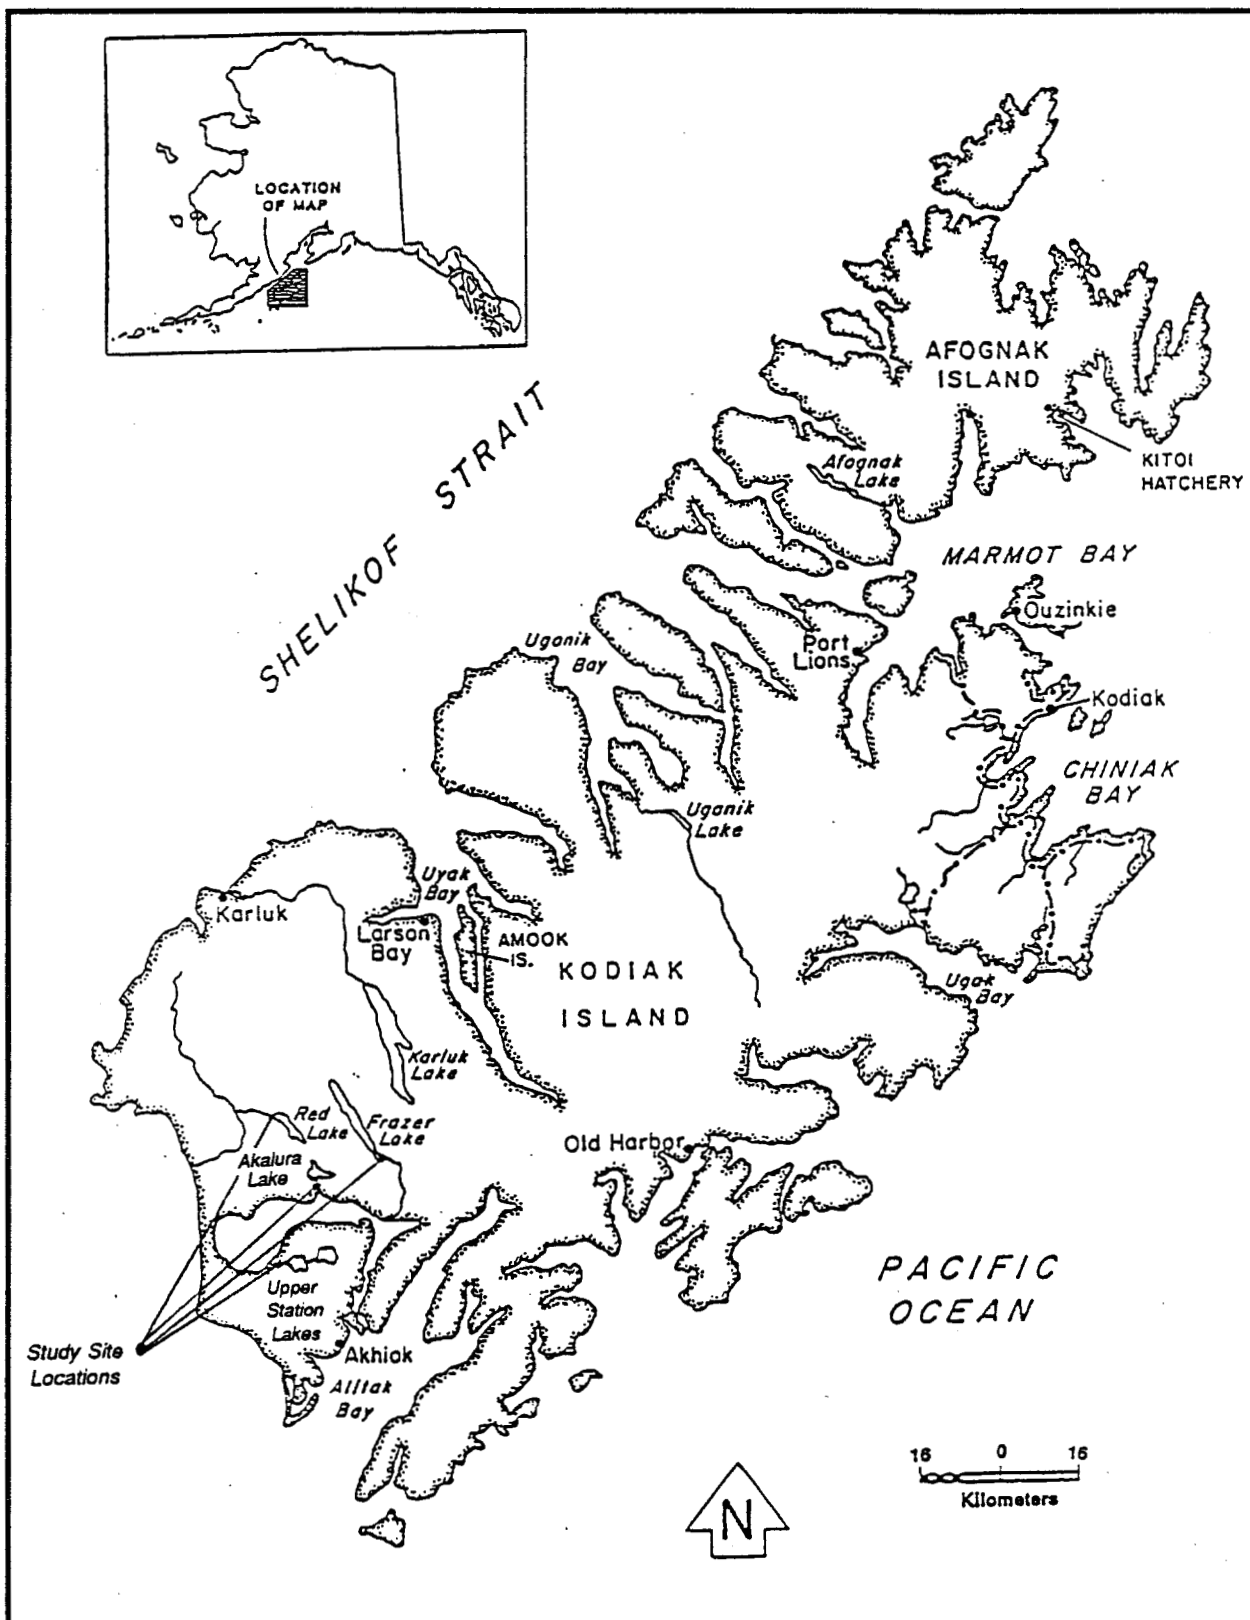 LOCATION
OF MAP
SHELIKOF STRAIT
AFOGNAK
ISLAND
KITOI
HATCHERY
Afognak
Lake
MARMOT BAY
Ouzinkie
Port
Lions
Uganik
Bay
Kodiak
CHINIAK
BAY
Uganik
Lake
Uyak
Bay
Karluk
Larson
Bay
AMOOK
IS.
KODIAK
ISLAND
Ugak
Bay
Karluk
Lake
Red
Lake
Frazer
Lake
Akalura
Lake
Old Harbor
PACIFIC
OCEAN
Upper
Station
Lakes
Study Site
Locations
Akhiok
Alitak
Bay
16 0 16
Kilometers
N